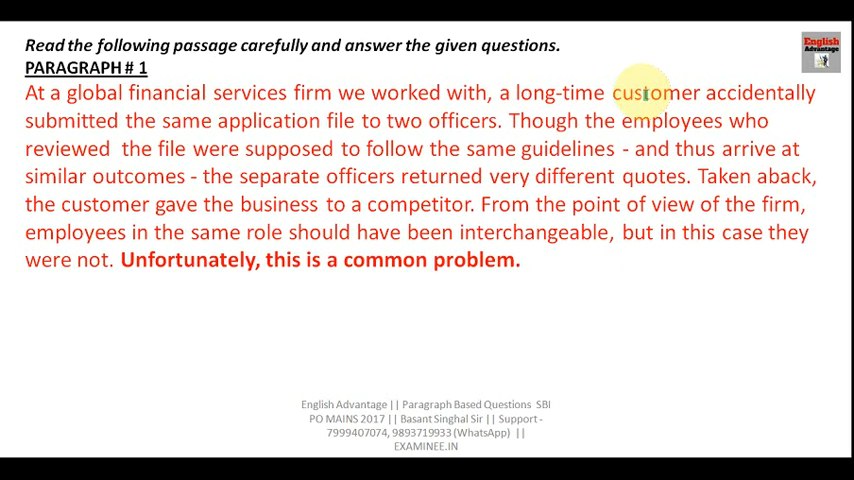 Read the following passage carefully and answer the given questions.
English
Advantage
PARAGRAPH # 1
At a global financial services firm we worked with, a long-time customer accidentally
submitted the same application file to two officers. Though the employees who
reviewed the file were supposed to follow the same guidelines - and thus arrive at
similar outcomes - the separate officers returned very different quotes. Taken aback,
the customer gave the business to a competitor. From the point of view of the firm,
employees in the same role should have been interchangeable, but in this case they
were not. Unfortunately, this is a common problem.
English Advantage || Paragraph Based Questions SBI
PO MAINS 2017 || Basant Singhal Sir || Support -
7999407074, 9893719933 (WhatsApp) ||
EXAMINEE.IN